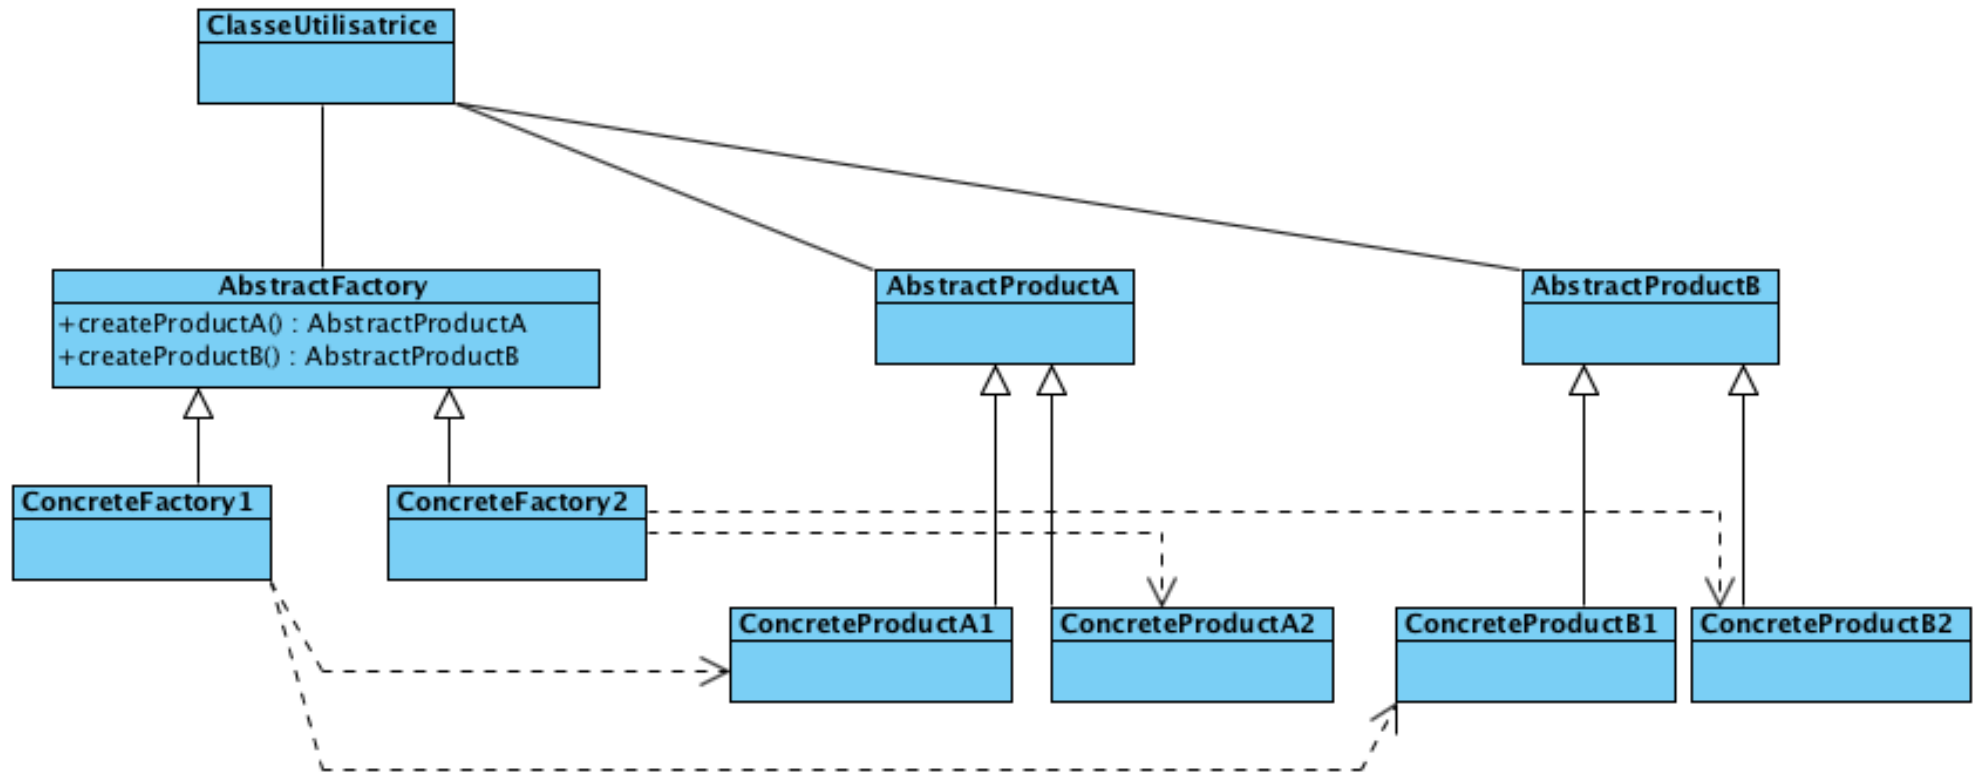 ClasseUtilisatrice
AbstractFactory
+createProductA() : AbstractProductA
+createProductB() : AbstractProductB
AbstractProductA
AbstractProductB
ConcreteFactory1
ConcreteFactory2
ConcreteProductA1
ConcreteProductA2
ConcreteProductB1
ConcreteProductB2